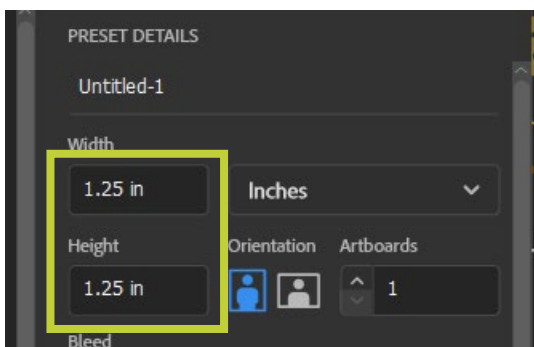 PRESET DETAILS
Untitled-1
Width
1.25 in Inches
Height Orientation Artboards
1.25 in 1
Bleed